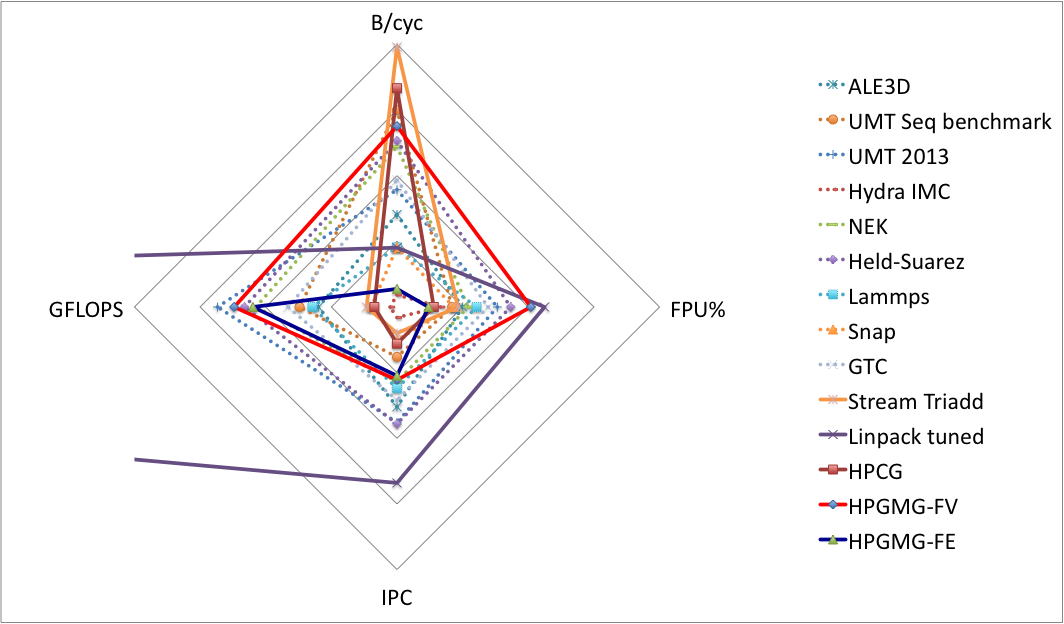 B/cyc
ALE3D
UMT Seq benchmark
UMT 2013
Hydra IMC
NEK
Held-Suarez
GFLOPS
FPU%
Lammps
Snap
GTC
Stream Triadd
Linpack tuned
HPCG
HPGMG-FV
HPGMG-FE
IPC